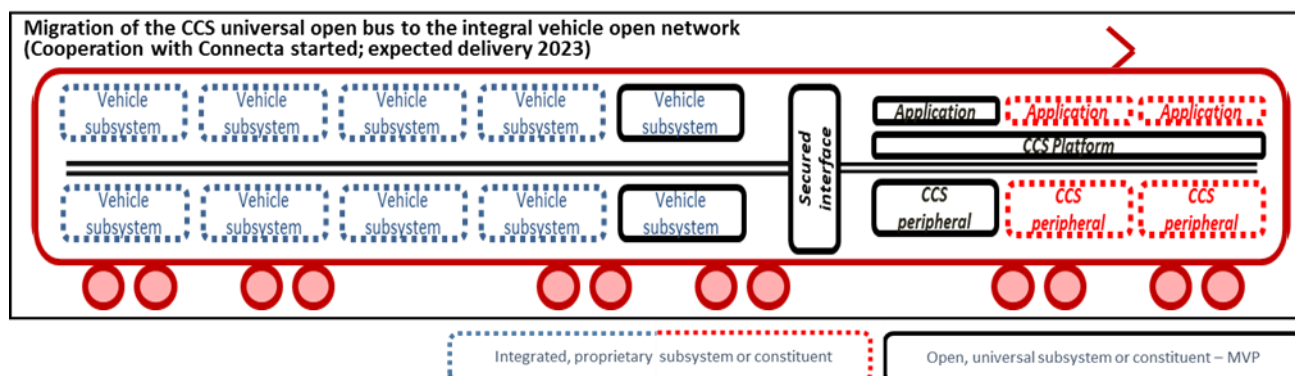 Migration of the CCS universal open bus to the integral vehicle open network
(Cooperation with Connecta started; expected delivery 2023)
Vehicle subsystem
Vehicle subsystem
Vehicle subsystem
Vehicle subsystem
Vehicle subsystem
Secured interface
Application
Application
Application
CCS Platform
Vehicle subsystem
Vehicle subsystem
Vehicle subsystem
Vehicle subsystem
Vehicle subsystem
CCS peripheral
CCS peripheral
CCS peripheral
Integrated, proprietary subsystem or constituent
Open, universal subsystem or constituent – MVP